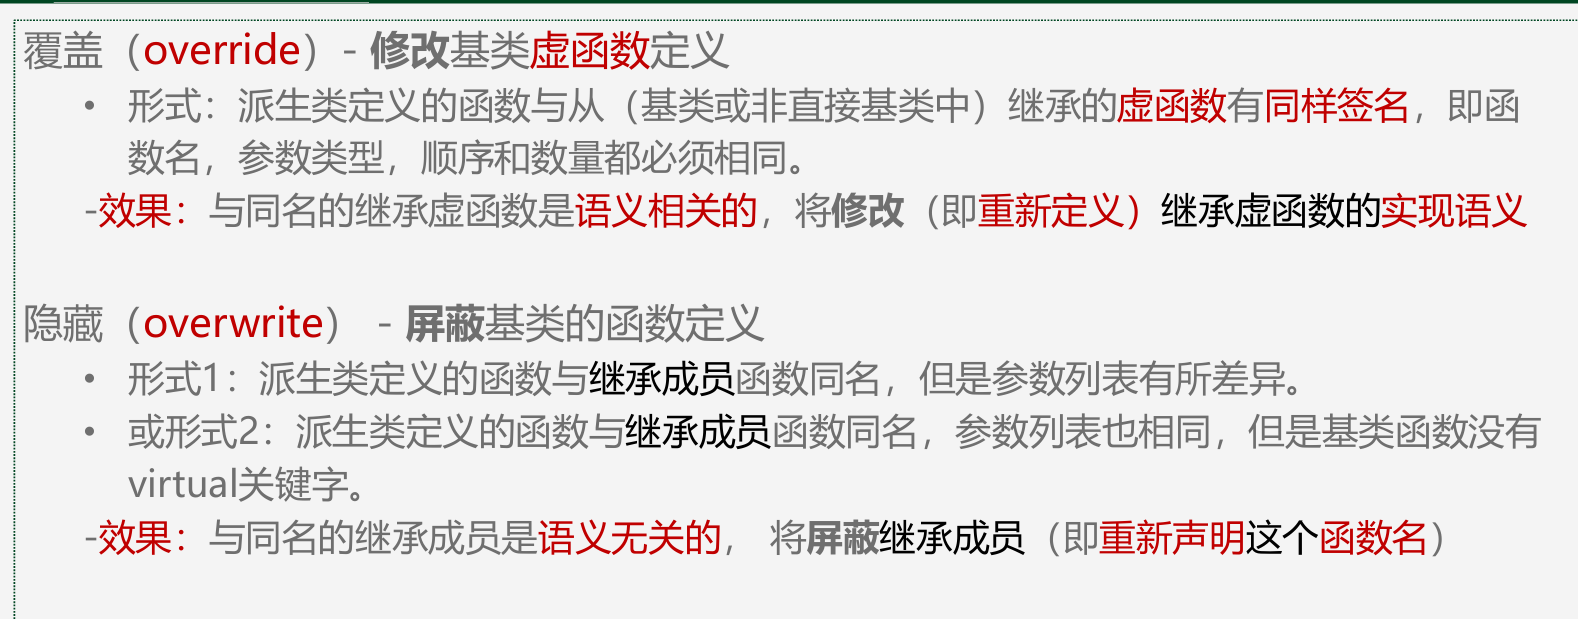 覆盖（override）- 修改基类虚函数定义
• 形式：派生类定义的函数与从（基类或非直接基类中）继承的虚函数有同样签名，即函
数名，参数类型，顺序和数量都必须相同。
-效果：与同名的继承虚函数是语义相关的，将修改（即重新定义）继承虚函数的实现语义
隐藏（overwrite） - 屏蔽基类的函数定义
• 形式1：派生类定义的函数与继承成员函数同名，但是参数列表有所差异。
• 或形式2：派生类定义的函数与继承成员函数同名，参数列表也相同，但是基类函数没有
virtual关键字。
-效果：与同名的继承成员是语义无关的， 将屏蔽继承成员（即重新声明这个函数名）